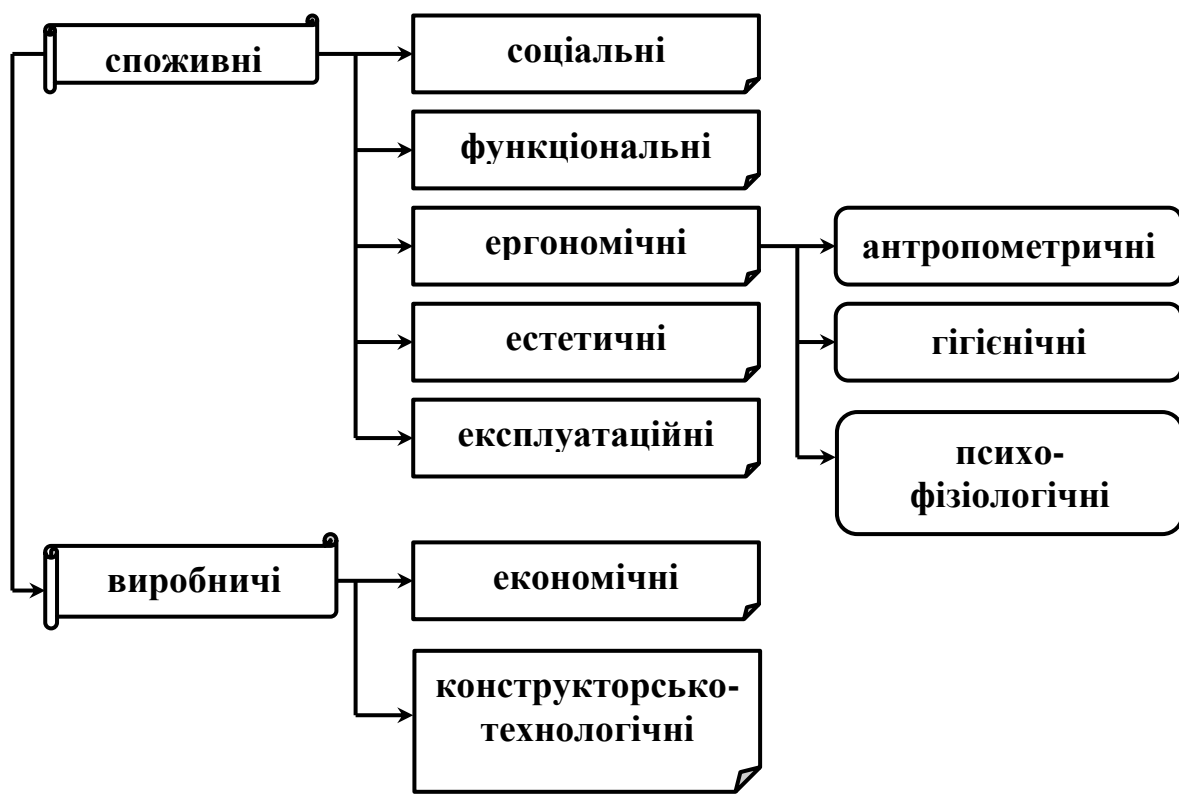 споживні
соціальні
функціональні
ергономічні
антропометричні
гігієнічні
психо-
фізіологічні
естетичні
експлуатаційні
виробничі
економічні
конструкторсько-
технологічні